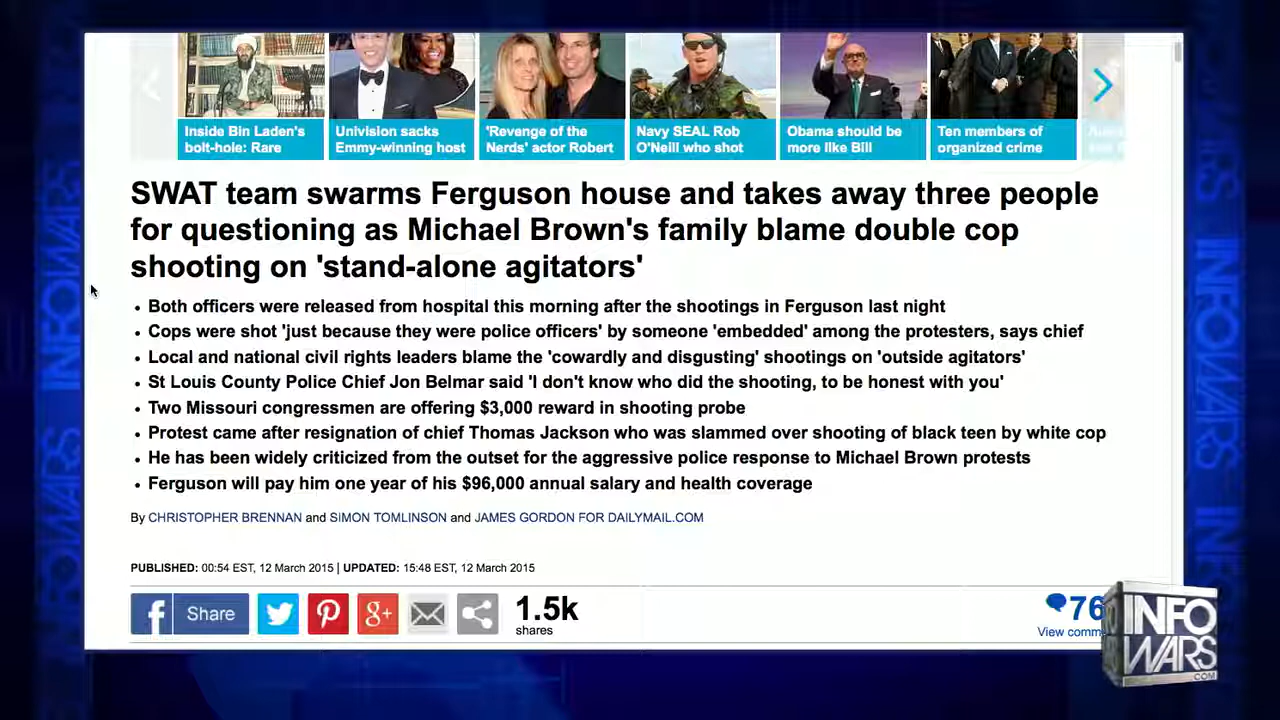 Inside Bin Laden's
bolt-hole: Rare
Univision sacks
Emmy-winning host
'Revenge of the
Nerds' actor Robert
Navy SEAL Rob
O'Neill who shot
Obama should be
more like Bill
Ten members of
organized crime
SWAT team swarms Ferguson house and takes away three people
for questioning as Michael Brown's family blame double cop
shooting on 'stand-alone agitators'
• Both officers were released from hospital this morning after the shootings in Ferguson last night
• Cops were shot 'just because they were police officers' by someone 'embedded' among the protesters, says chief
• Local and national civil rights leaders blame the 'cowardly and disgusting' shootings on 'outside agitators'
• St Louis County Police Chief Jon Belmar said 'I don't know who did the shooting, to be honest with you'
• Two Missouri congressmen are offering $3,000 reward in shooting probe
• Protest came after resignation of chief Thomas Jackson who was slammed over shooting of black teen by white cop
• He has been widely criticized from the outset for the aggressive police response to Michael Brown protests
• Ferguson will pay him one year of his $96,000 annual salary and health coverage
By CHRISTOPHER BRENNAN and SIMON TOMLINSON and JAMES GORDON FOR DAILYMAIL.COM
PUBLISHED: 00:54 EST, 12 March 2015 | UPDATED: 15:48 EST, 12 March 2015
f Share
g+
1.5k
shares
76
View comm
INFO
WARS
.COM
INFOWARS
INFOWARS
INFOWARS
INFOWARS